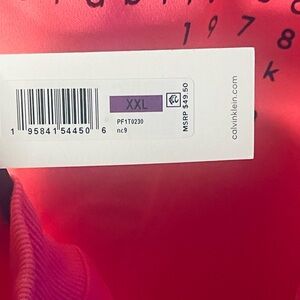 1978
k
XXL
PF1T0230
nc9
1 95841 54450 6
MSRP $49.50
calvinklein.com